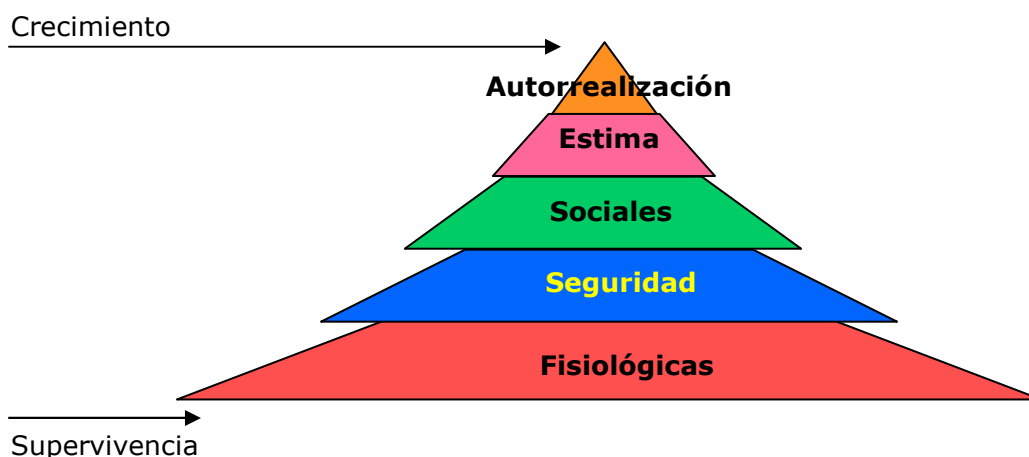 Crecimiento
Autorrealización
Estima
Sociales
Seguridad
Fisiológicas
Supervivencia